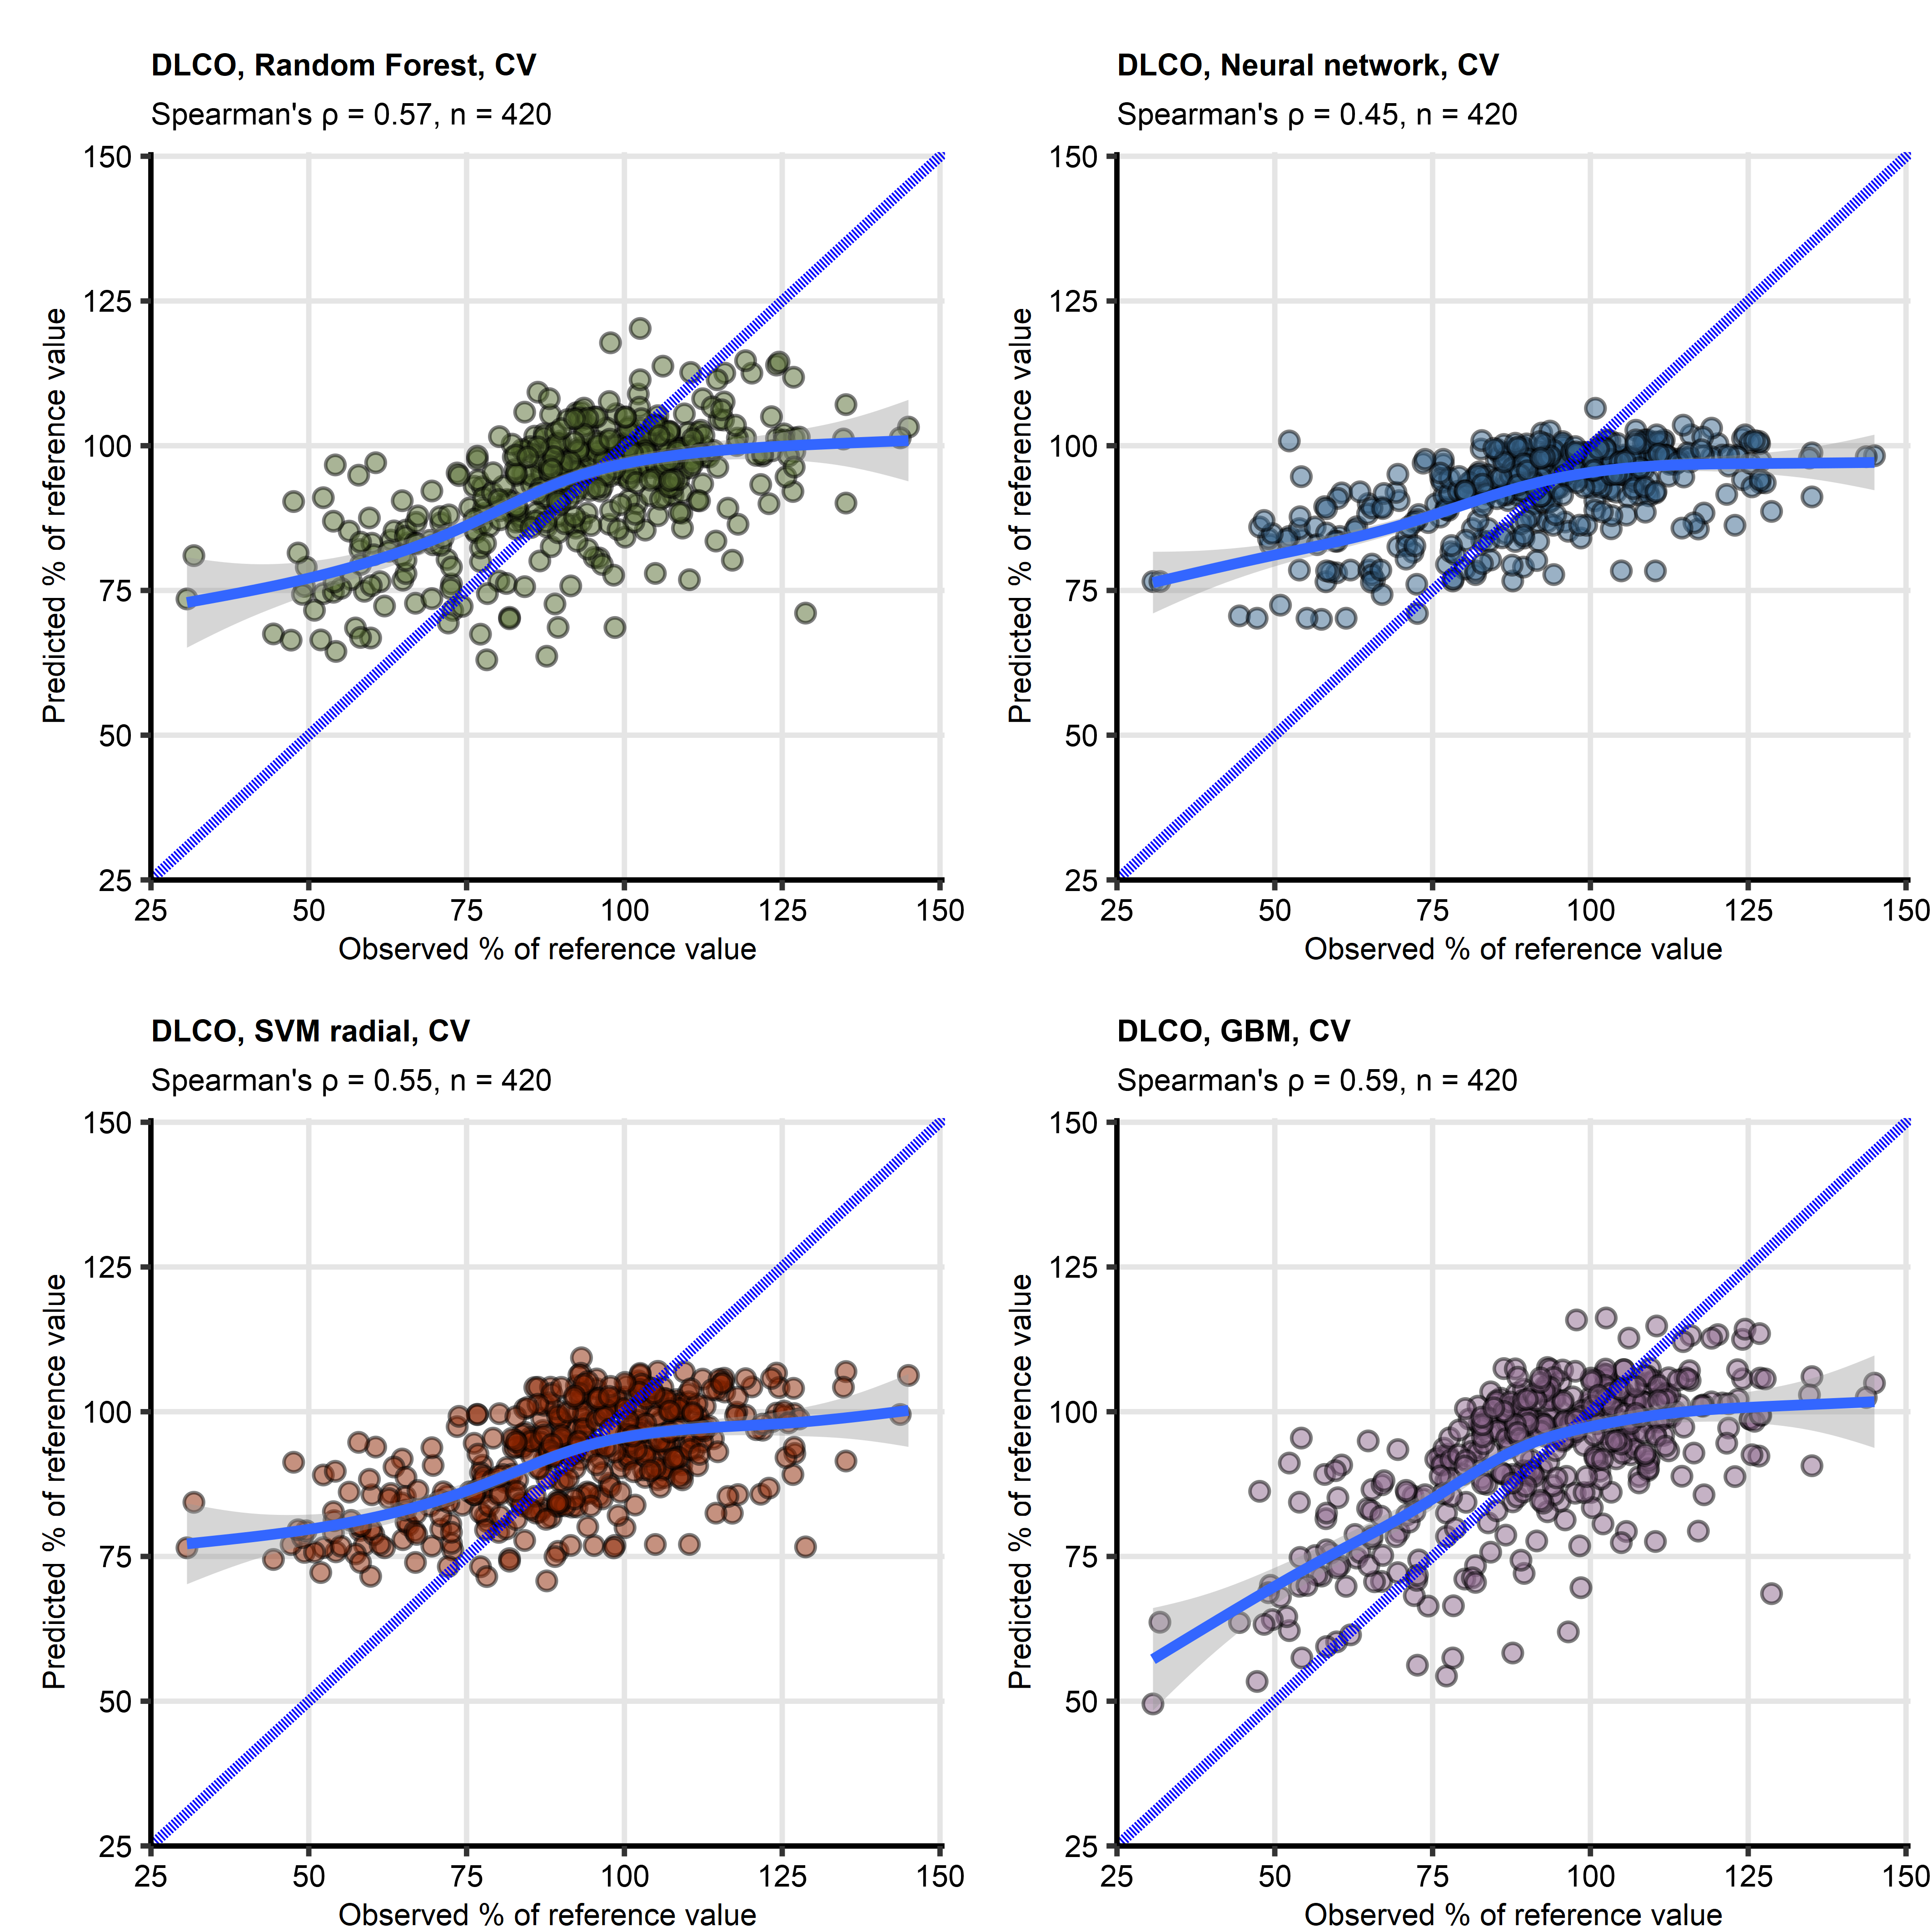 DLCO, Random Forest, CV
Spearman's ρ = 0.57, n = 420
150
125
100
75
50
25
25 50 75 100 125 150
Predicted % of reference value
Observed % of reference value
DLCO, Neural network, CV
Spearman's ρ = 0.45, n = 420
150
125
100
75
50
25
25 50 75 100 125 150
Predicted % of reference value
Observed % of reference value
DLCO, SVM radial, CV
Spearman's ρ = 0.55, n = 420
150
125
100
75
50
25
25 50 75 100 125 150
Predicted % of reference value
Observed % of reference value
DLCO, GBM, CV
Spearman's ρ = 0.59, n = 420
150
125
100
75
50
25
25 50 75 100 125 150
Predicted % of reference value
Observed % of reference value